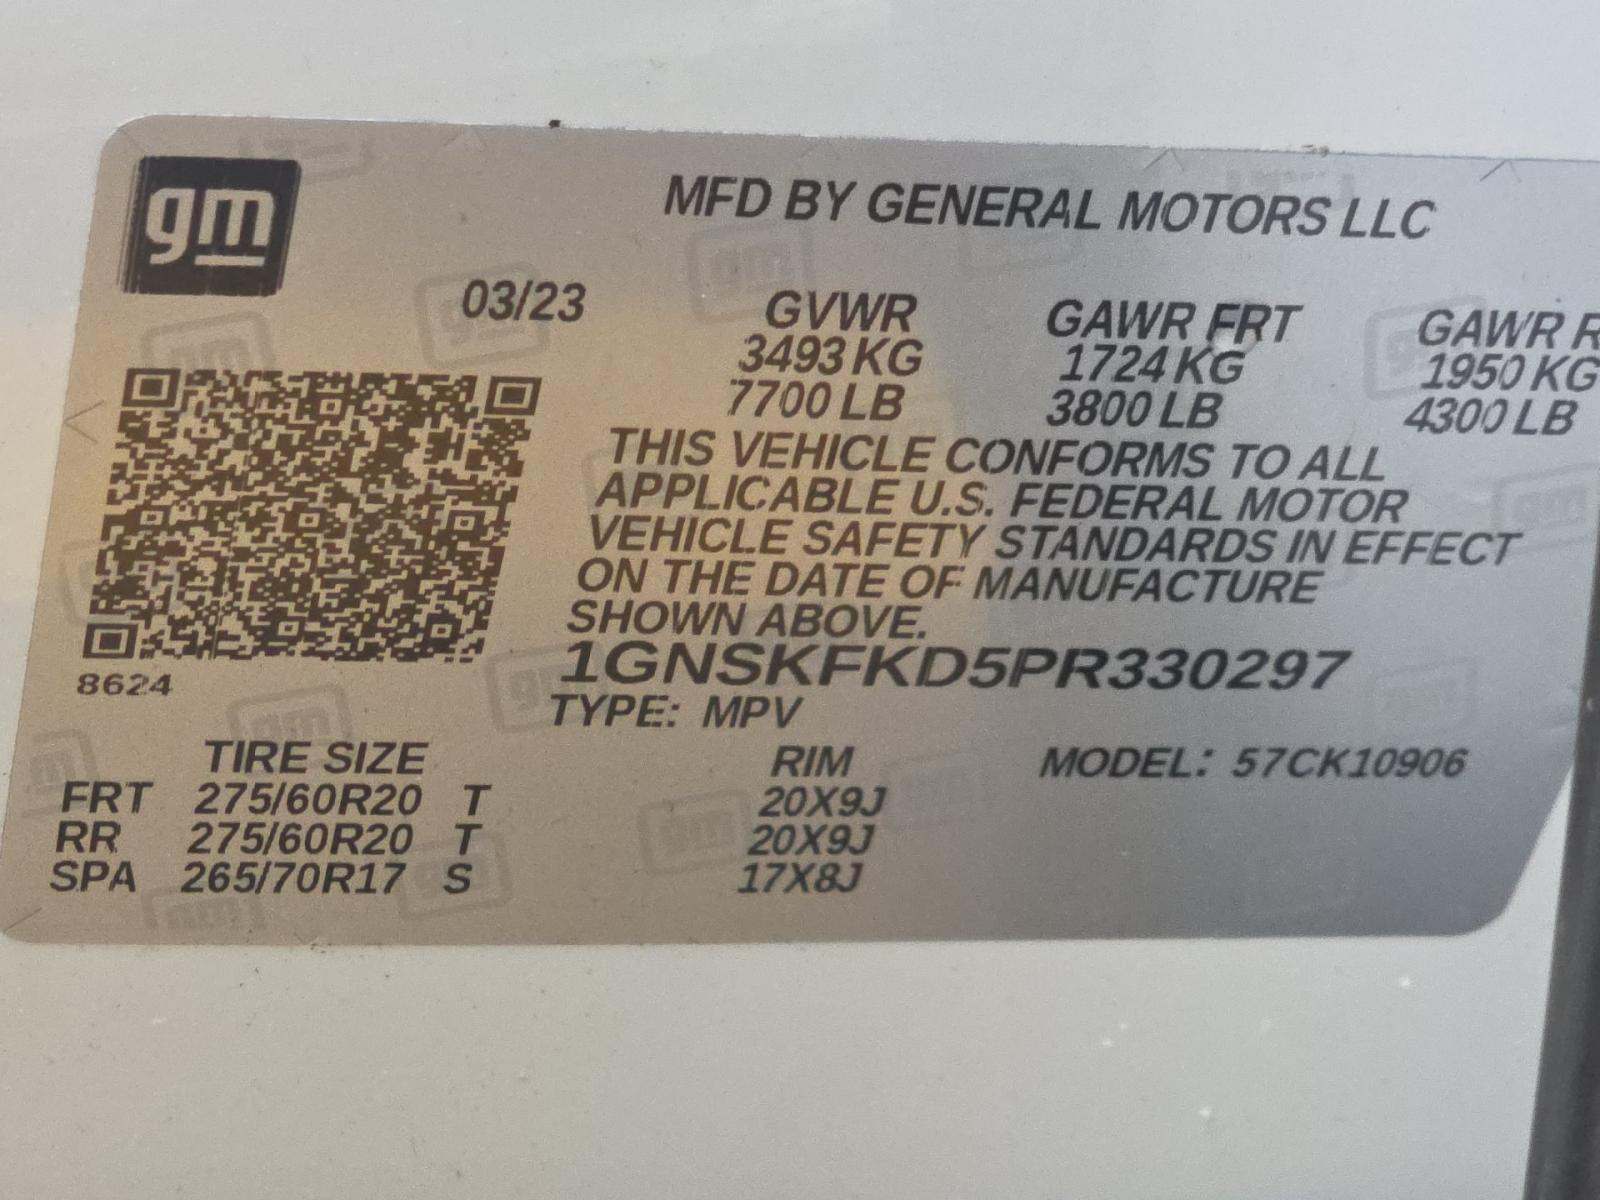 gm
MFD BY GENERAL MOTORS LLC
03/23
GVWR GAWR FRT GAWR R
3493 KG 1724 KG 1950 KG
7700 LB 3800 LB 4300 LB
THIS VEHICLE CONFORMS TO ALL
APPLICABLE U.S. FEDERAL MOTOR
VEHICLE SAFETY STANDARDS IN EFFECT
ON THE DATE OF MANUFACTURE
SHOWN ABOVE.
1GNSKFKD5PR330297
8624
TYPE: MPV
TIRE SIZE RIM MODEL: 57CK10906
FRT 275/60R20 T 20X9J
RR 275/60R20 T 20X9J
SPA 265/70R17 S 17X8J